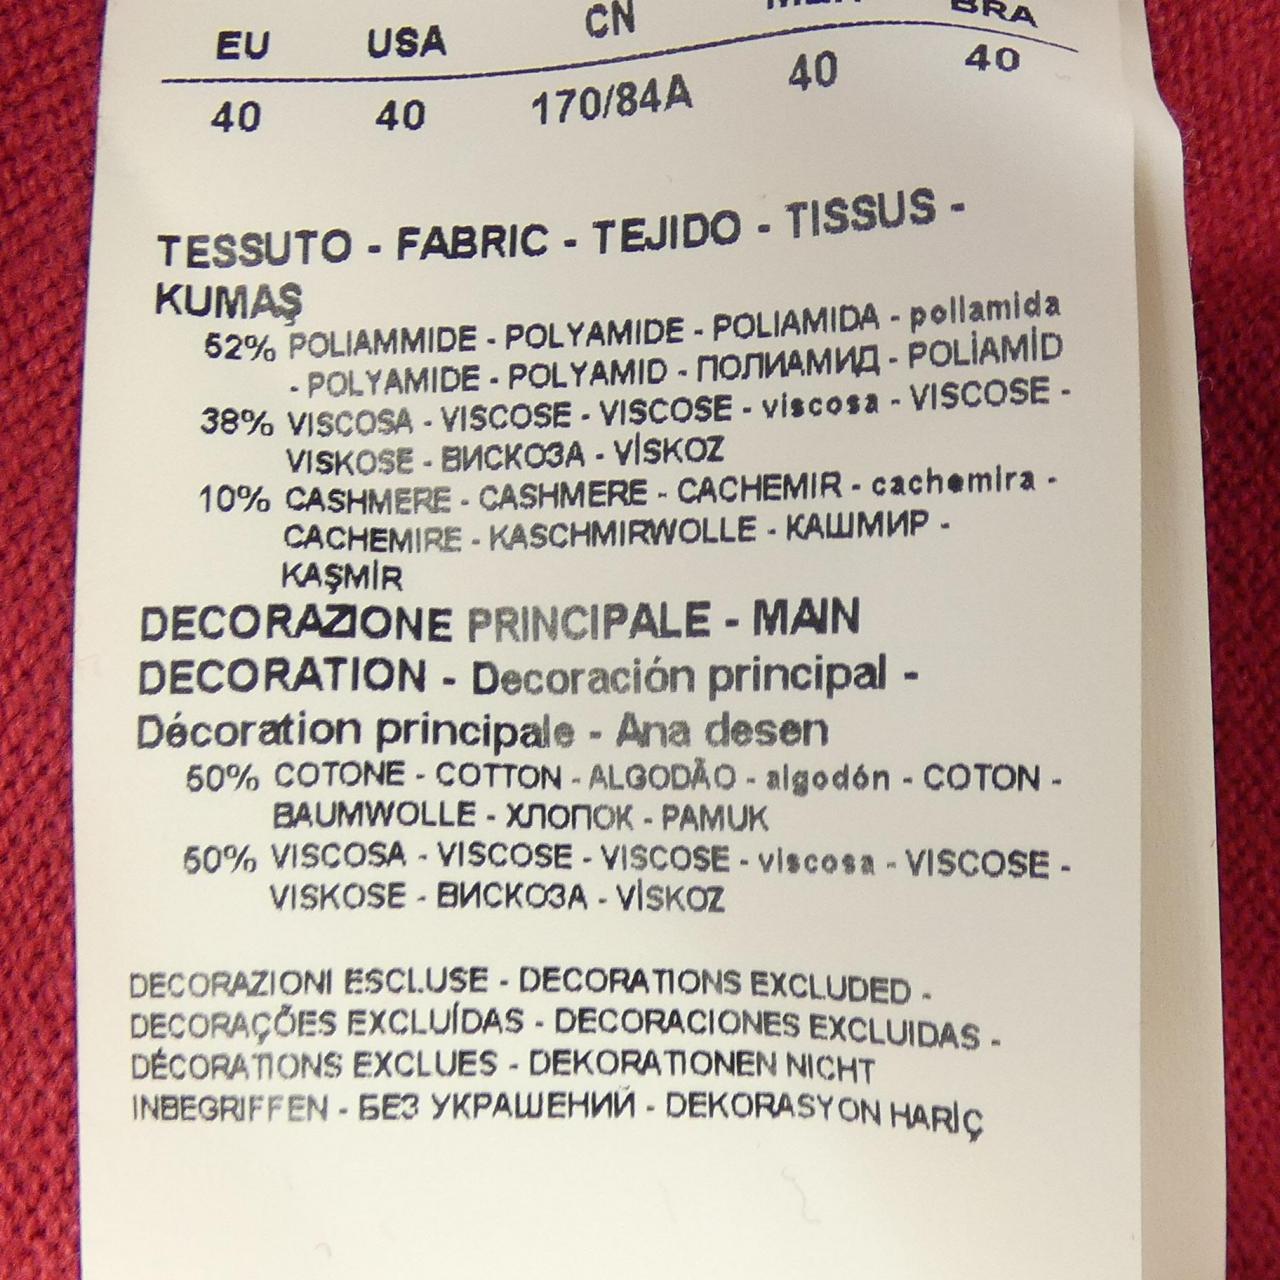 EU USA CN MEX BRA
40 40 170/84A 40 40
TESSUTO - FABRIC - TEJIDO - TISSUS -
KUMAŞ
52% POLIAMMIDE - POLYAMIDE - POLIAMIDA - poliamida
- POLYAMIDE - POLYAMID - ПОЛИАМИД - POLİAMİD
38% VISCOSA - VISCOSE - VISCOSE - viscosa - VISCOSE -
VISKOSE - ВИСКОЗА - VİSKOZ
10% CASHMERE - CASHMERE - CACHEMIR - cachemira -
CACHEMIRE - KASCHMIRWOLLE - КАШМИР -
KAŞMİR
DECORAZIONE PRINCIPALE - MAIN
DECORATION - Decoración principal -
Décoration principale - Ana desen
50% COTONE - COTTON - ALGODÃO - algodón - COTON -
BAUMWOLLE - ХЛОПОК - PAMUK
50% VISCOSA - VISCOSE - VISCOSE - viscosa - VISCOSE -
VISKOSE - ВИСКОЗА - VİSKOZ
DECORAZIONI ESCLUSE - DECORATIONS EXCLUDED -
DECORAÇÕES EXCLUÍDAS - DECORACIONES EXCLUIDAS -
DÉCORATIONS EXCLUES - DEKORATIONEN NICHT
INBEGRIFFEN - БЕЗ УКРАШЕНИЙ - DEKORASYON HARİÇ